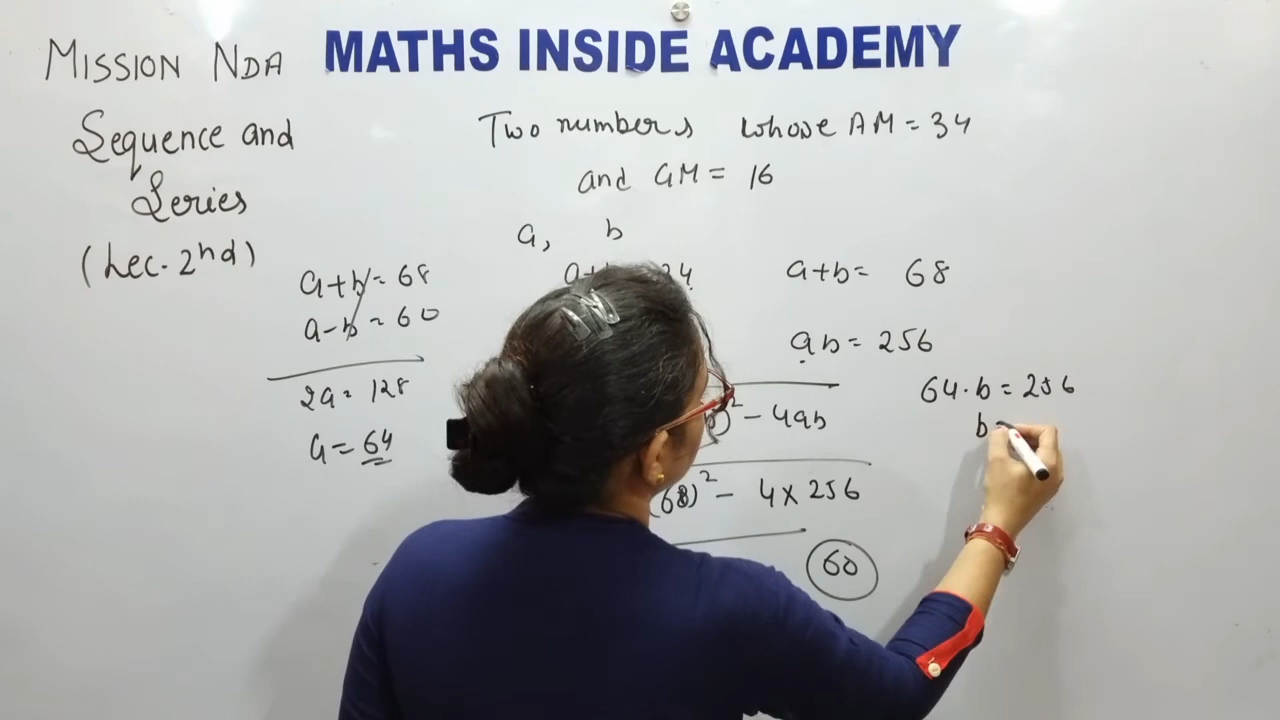 MISSION NDA
MATHS INSIDE ACADEMY
Sequence and
Series
(Lec. 2nd)
Two numbers whose AM = 34
and GM = 16
a, b
a+b = 68
ab = 256
64·b = 256
b=
a+b = 68
a-b = 60
2a = 128
a = 64
)² - 4ab
(68)² - 4 × 256
60